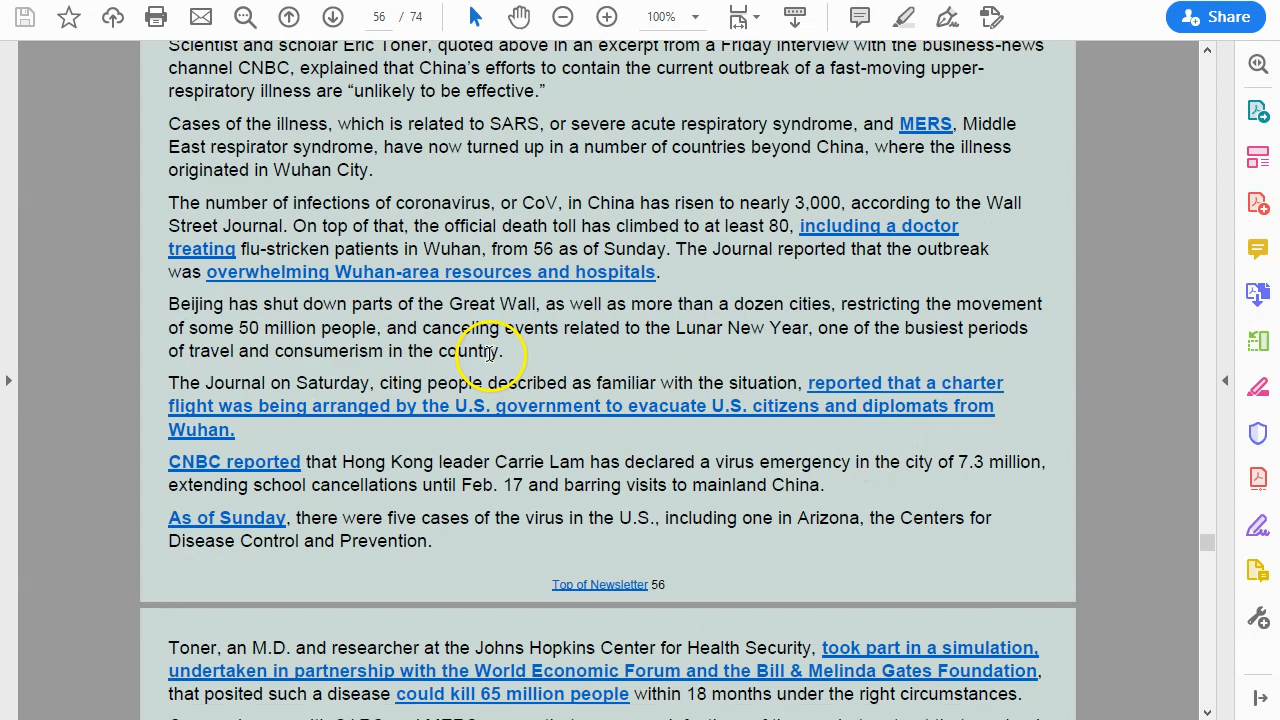 56 / 74
100%
Share
Scientist and scholar Eric Toner, quoted above in an excerpt from a Friday interview with the business-news
channel CNBC, explained that China’s efforts to contain the current outbreak of a fast-moving upper-
respiratory illness are “unlikely to be effective.”
Cases of the illness, which is related to SARS, or severe acute respiratory syndrome, and MERS, Middle
East respirator syndrome, have now turned up in a number of countries beyond China, where the illness
originated in Wuhan City.
The number of infections of coronavirus, or CoV, in China has risen to nearly 3,000, according to the Wall
Street Journal. On top of that, the official death toll has climbed to at least 80, including a doctor
treating flu-stricken patients in Wuhan, from 56 as of Sunday. The Journal reported that the outbreak
was overwhelming Wuhan-area resources and hospitals.
Beijing has shut down parts of the Great Wall, as well as more than a dozen cities, restricting the movement
of some 50 million people, and canceling events related to the Lunar New Year, one of the busiest periods
of travel and consumerism in the country.
The Journal on Saturday, citing people described as familiar with the situation, reported that a charter
flight was being arranged by the U.S. government to evacuate U.S. citizens and diplomats from
Wuhan.
CNBC reported that Hong Kong leader Carrie Lam has declared a virus emergency in the city of 7.3 million,
extending school cancellations until Feb. 17 and barring visits to mainland China.
As of Sunday, there were five cases of the virus in the U.S., including one in Arizona, the Centers for
Disease Control and Prevention.
Top of Newsletter 56
Toner, an M.D. and researcher at the Johns Hopkins Center for Health Security, took part in a simulation,
undertaken in partnership with the World Economic Forum and the Bill & Melinda Gates Foundation,
that posited such a disease could kill 65 million people within 18 months under the right circumstances.